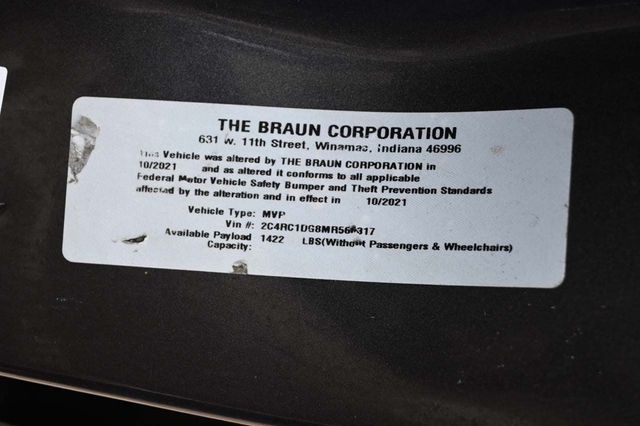 THE BRAUN CORPORATION
631 W. 11th Street, Winamac, Indiana 46996
This Vehicle was altered by THE BRAUN CORPORATION in
10/2021 and as altered it conforms to all applicable
Federal Motor Vehicle Safety Bumper and Theft Prevention Standards
affected by the alteration and in effect in 10/2021
Vehicle Type: MVP
Vin #:
Available Payload 1422 LBS(Without Passengers & Wheelchairs)
Capacity: